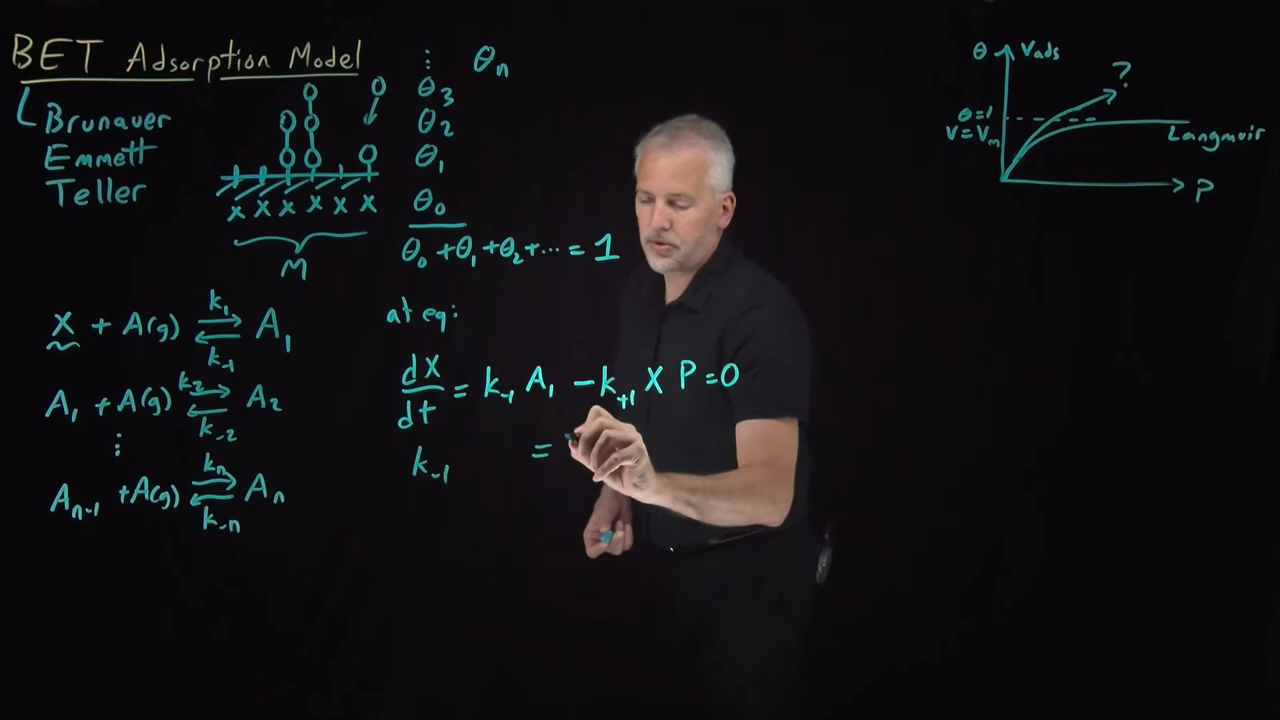 BET Adsorption Model
Brunauer
Emmett
Teller
x x x x x x
M
⋮ θn
θ3
θ2
θ1
θ0
θ0 + θ1 + θ2 + ⋯ = 1
X + A(g) ⇌ A1
k1
k-1
A1 + A(g) ⇌ A2
k2
k-2
⋮
An-1 + A(g) ⇌ An
kn
k-n
at eq:
dX/dt = k-1 A1 - k+1 X P = 0
k-1 =
θ Vads
?
θ=1
V=Vm
Langmuir
P